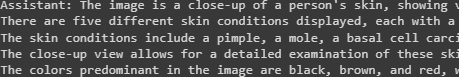 Assistant: The image is a close-up of a person's skin, showing
There are five different skin conditions displayed, each with a
The skin conditions include a pimple, a mole, a basal cell carci
The close-up view allows for a detailed examination of these ski
The colors predominant in the image are black, brown, and red,